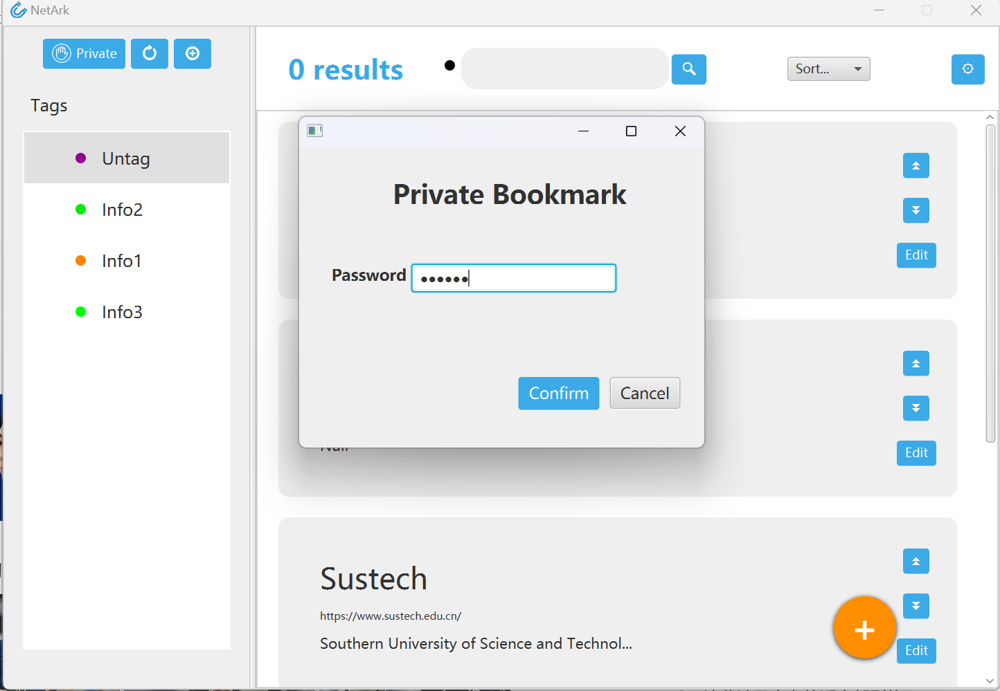 NetArk
Private
0 results
Sort...
Tags
Untag
Info2
Info1
Info3
Private Bookmark
Password ••••••
Confirm
Cancel
Edit
Edit
Sustech
https://www.sustech.edu.cn/
Southern University of Science and Technol...
Edit